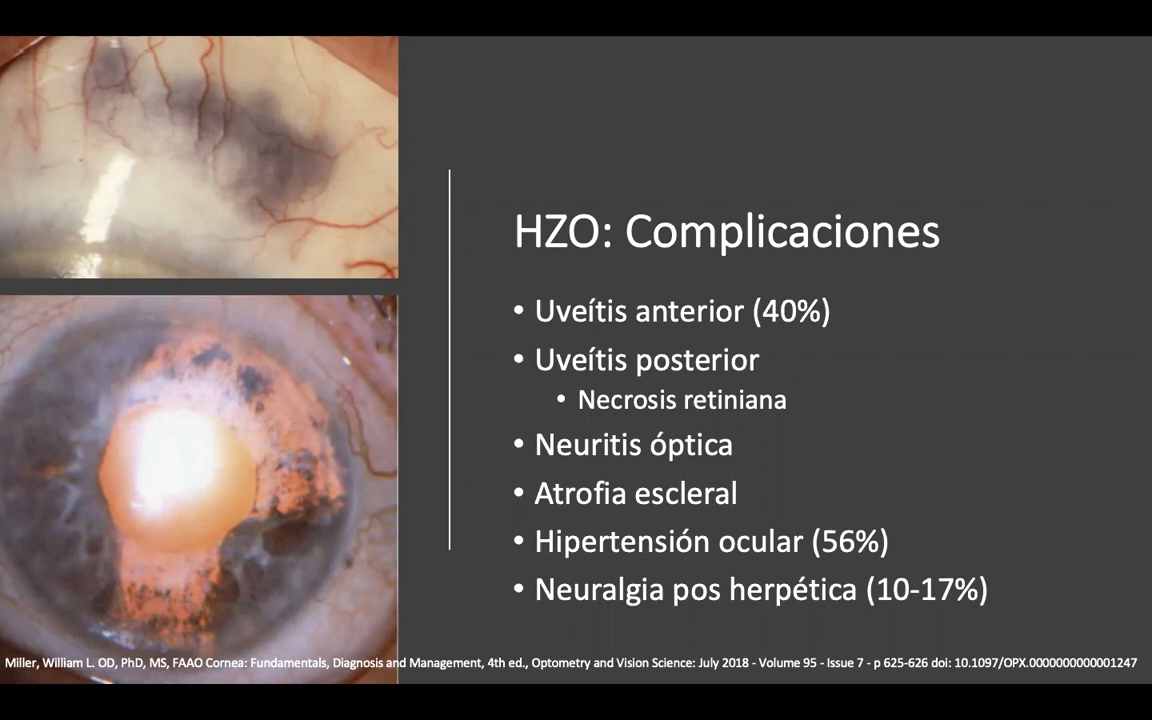 HZO: Complicaciones
• Uveítis anterior (40%)
• Uveítis posterior
• Necrosis retiniana
• Neuritis óptica
• Atrofia escleral
• Hipertensión ocular (56%)
• Neuralgia pos herpética (10-17%)
Miller, William L. OD, PhD, MS, FAAO Cornea: Fundamentals, Diagnosis and Management, 4th ed., Optometry and Vision Science: July 2018 - Volume 95 - Issue 7 - p 625-626 doi: 10.1097/OPX.0000000000001247